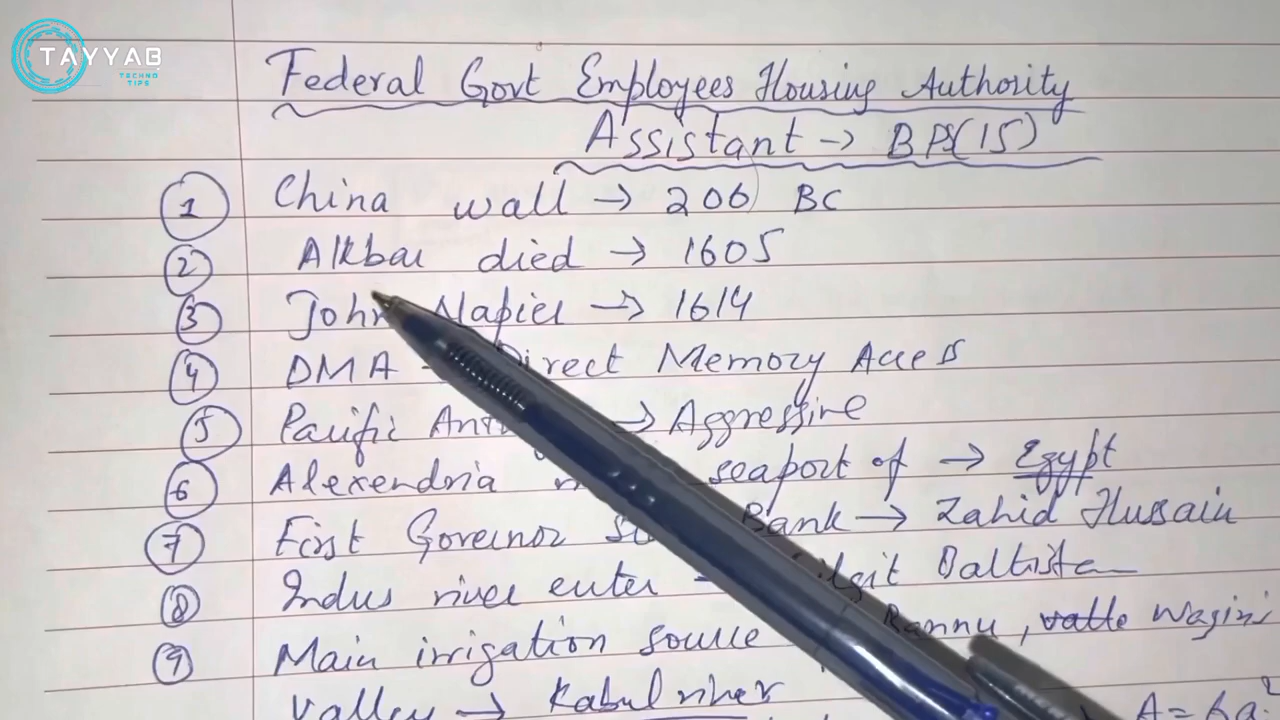 TAYYAB
TECHNO
TIPS
Federal Govt Employees Housing Authority
Assistant → BPS(15)
1 China wall → 206 BC
2 Akbar died → 1605
3 John Napier → 1614
4 DMA Direct Memory Access
5 Pacific → Aggressive
6 Alexendria seaport of → Egypt
7 First Governor Bank → Zahid Hussain
8 Indus river enter Baltistan
9 Main irrigation source Bannu,
valley → Kabul river